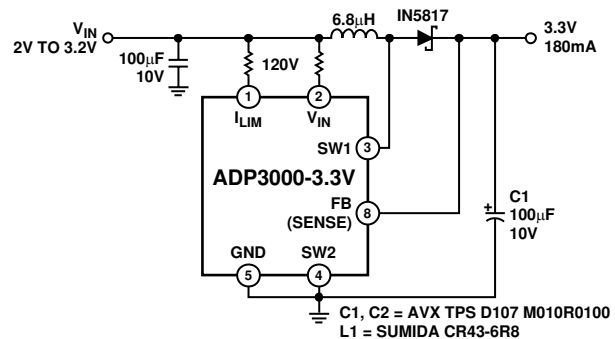 6.8µH
IN5817
VIN
2V TO 3.2V
3.3V
180mA
100µF
10V
120V
1
2
ILIM
VIN
SW1
3
ADP3000-3.3V
FB
(SENSE)
8
C1
+
100µF
10V
GND
SW2
5
4
C1, C2 = AVX TPS D107 M010R0100
L1 = SUMIDA CR43-6R8